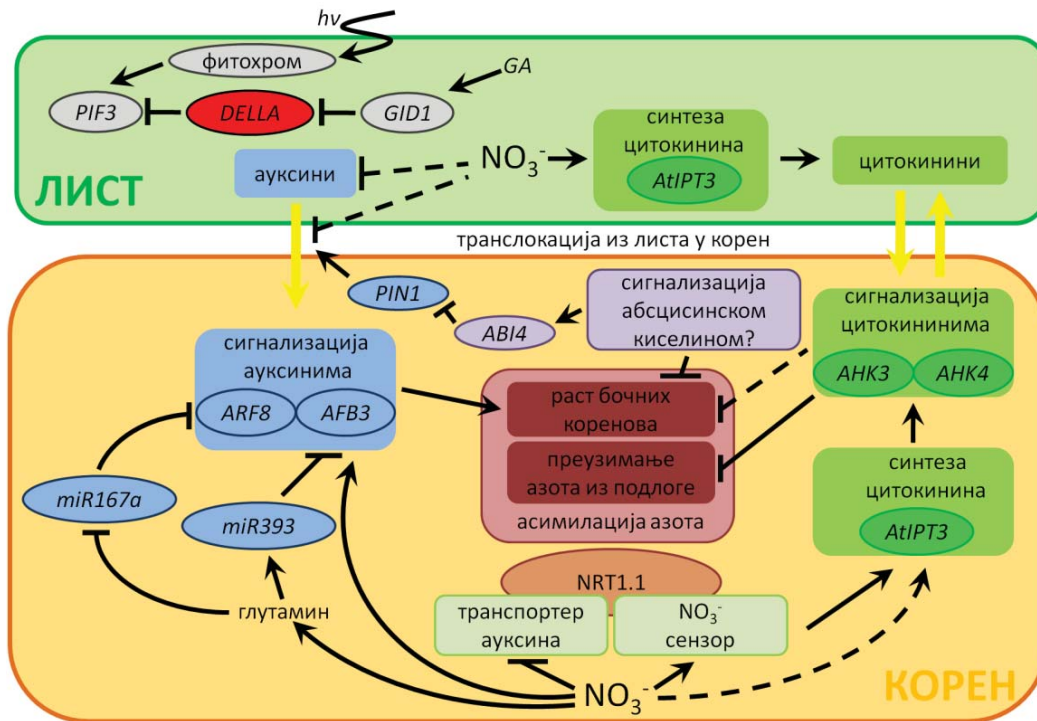 hν
фитохром
GA
PIF3
DELLA
GID1
синтеза
цитокинина
AtIPT3
NO₃⁻
ауксини
цитокинини
ЛИСТ
транслокација из листа у корен
PIN1
ABI4
сигнализација
абсцисинском
киселином?
сигнализација
цитокининима
AHK3
AHK4
сигнализација
ауксинима
ARF8
AFB3
раст бочних
коренова
преузимање
азота из подлоге
асимилација азота
синтеза
цитокинина
AtIPT3
miR167a
miR393
NRT1.1
глутамин
транспортер
ауксина
NO₃⁻
сензор
NO₃⁻
КОРЕН